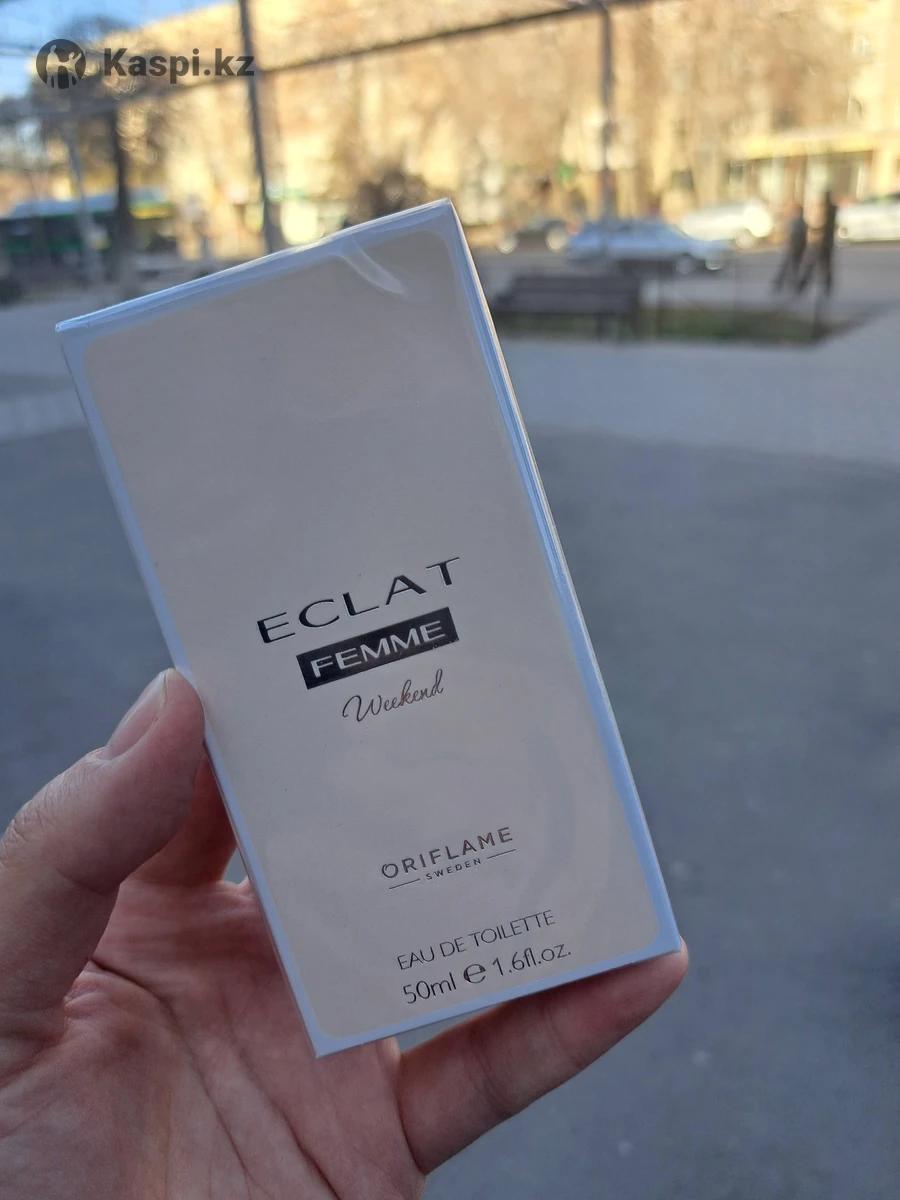 Kaspi.kz
ECLAT
FEMME
Weekend
ORIFLAME
SWEDEN
EAU DE TOILETTE
50ml ℮ 1.6fl.oz.